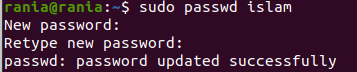 rania@rania:~$ sudo passwd islam
New password:
Retype new password:
passwd: password updated successfully